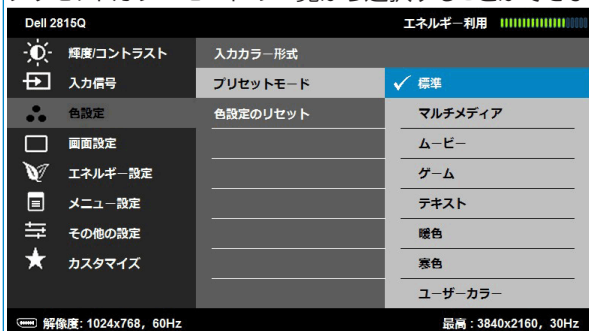 Dell 2815Q
エネルギー利用
輝度/コントラスト
入力カラー形式
入力信号
プリセットモード
標準
色設定
色設定のリセット
マルチメディア
画面設定
ムービー
エネルギー設定
ゲーム
メニュー設定
テキスト
その他の設定
暖色
カスタマイズ
寒色
ユーザーカラー
解像度: 1024x768, 60Hz
最高: 3840x2160, 30Hz